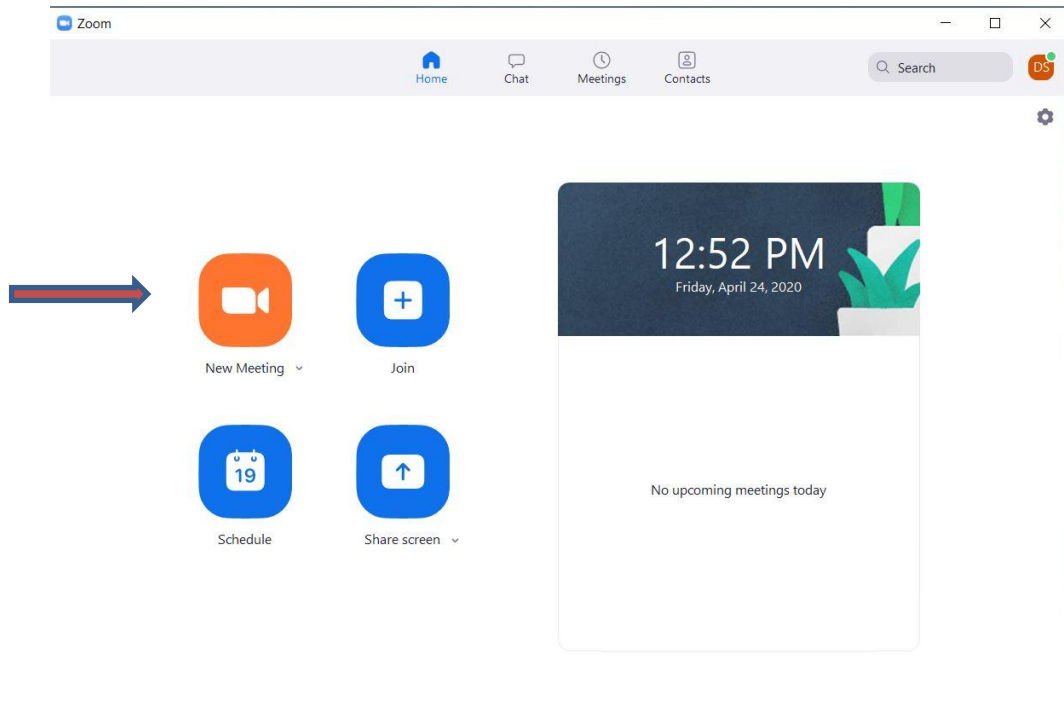 Zoom
Home Chat Meetings Contacts
Search
DS
12:52 PM
Friday, April 24, 2020
New Meeting Join
19
Schedule Share screen
No upcoming meetings today